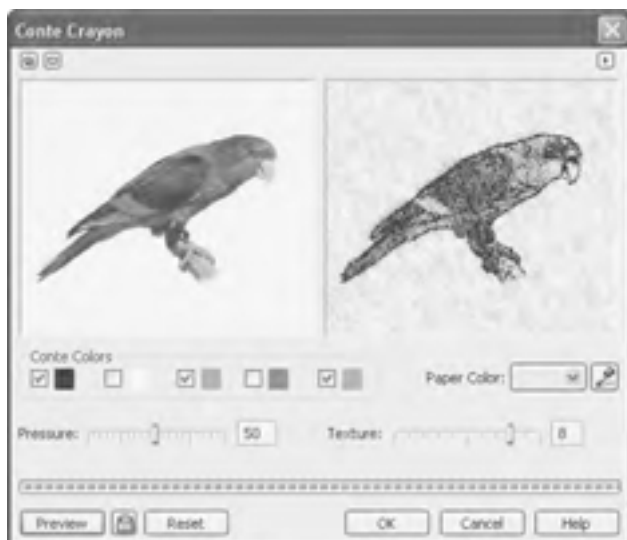 Conte Crayon
Conte Colors
Paper Color:
Pressure: 50 Texture: 8
Preview Reset OK Cancel Help